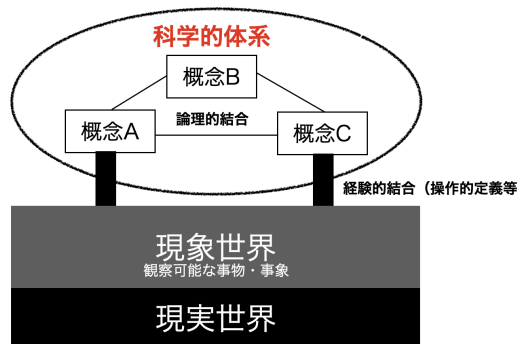 科学的体系
概念B
概念A
論理的結合
概念C
経験的結合（操作的定義等
現象世界
観察可能な事物・事象
現実世界